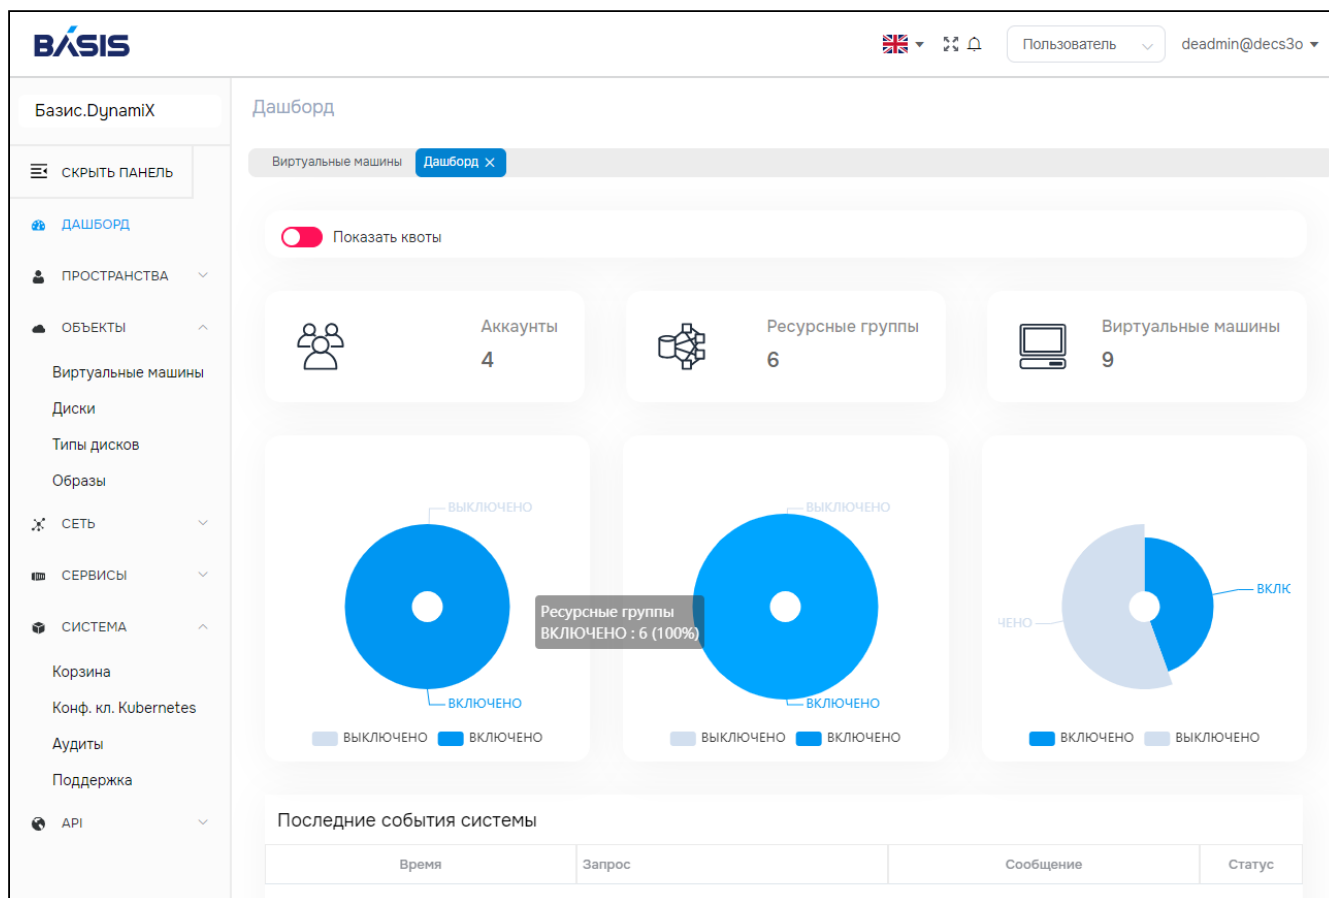 BASIS
Пользователь
deadmin@decs3o
Базис.DynamiX
Дашборд
СКРЫТЬ ПАНЕЛЬ
Виртуальные машины
Дашборд
ДАШБОРД
Показать квоты
ПРОСТРАНСТВА
ОБЪЕКТЫ
Виртуальные машины
Диски
Типы дисков
Образы
СЕТЬ
СЕРВИСЫ
СИСТЕМА
Корзина
Конф. кл. Kubernetes
Аудиты
Поддержка
API
Аккаунты
4
Ресурсные группы
6
Виртуальные машины
9
ВЫКЛЮЧЕНО
ВКЛЮЧЕНО
ВЫКЛЮЧЕНО ВКЛЮЧЕНО
ВЫКЛЮЧЕНО
Ресурсные группы
ВКЛЮЧЕНО : 6 (100%)
ВКЛЮЧЕНО
ВЫКЛЮЧЕНО ВКЛЮЧЕНО
ВКЛК
ЧЕНО
ВКЛЮЧЕНО ВЫКЛЮЧЕНО
Последние события системы
Время Запрос Сообщение Статус